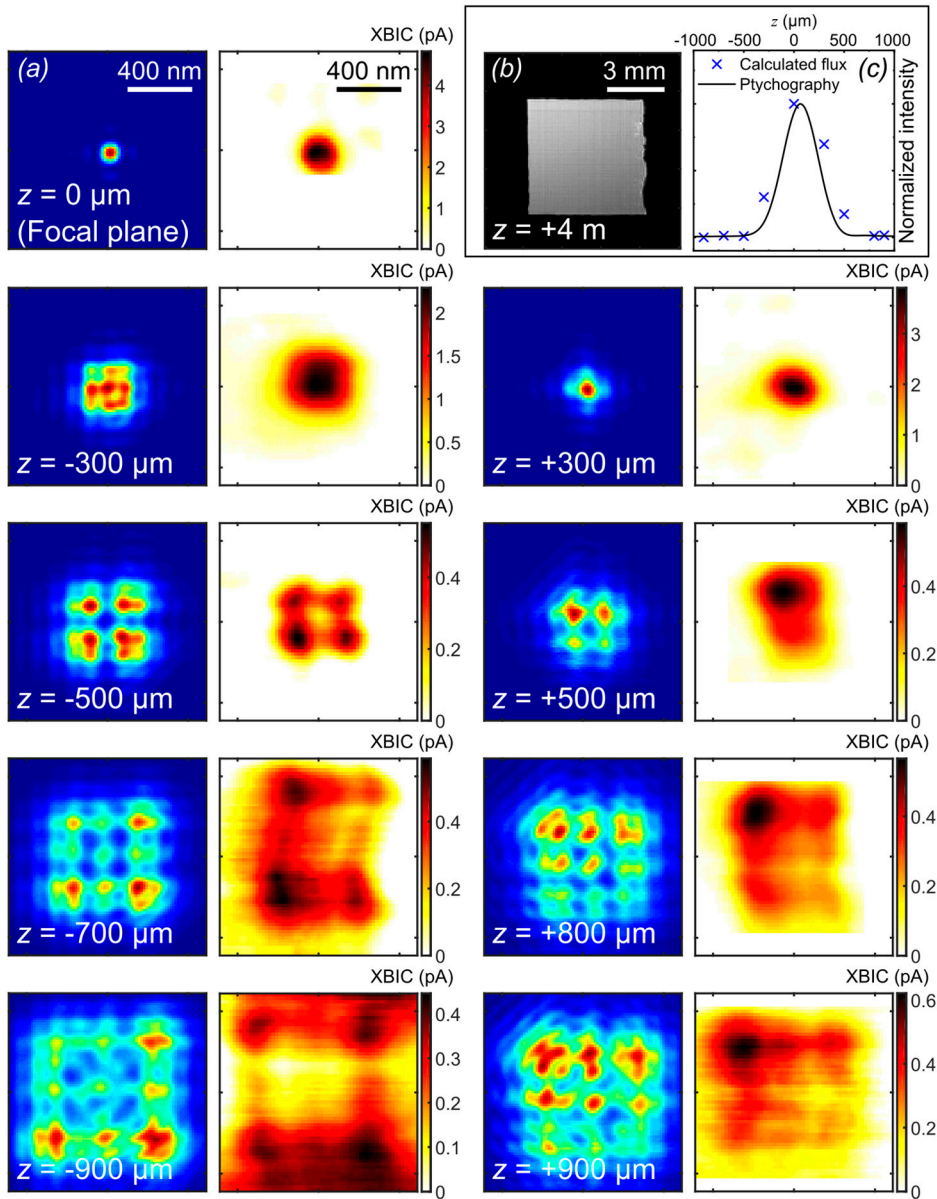 XBIC (pA)
(a)
400 nm
400 nm
4
3
2
1
0
z = 0 µm
(Focal plane)
(b)
3 mm
z = +4 m
z (µm)
-1000 -500 0 500 1000
Calculated flux
Ptychography
(c)
Normalized intensity
XBIC (pA)
2
1.5
1
0.5
0
z = -300 µm
XBIC (pA)
3
2
1
0
z = +300 µm
XBIC (pA)
0.4
0.2
0
z = -500 µm
XBIC (pA)
0.4
0.2
0
z = +500 µm
XBIC (pA)
0.4
0.2
0
z = -700 µm
XBIC (pA)
0.4
0.2
0
z = +800 µm
XBIC (pA)
0.4
0.3
0.2
0.1
0
z = -900 µm
XBIC (pA)
0.6
0.4
0.2
0
z = +900 µm